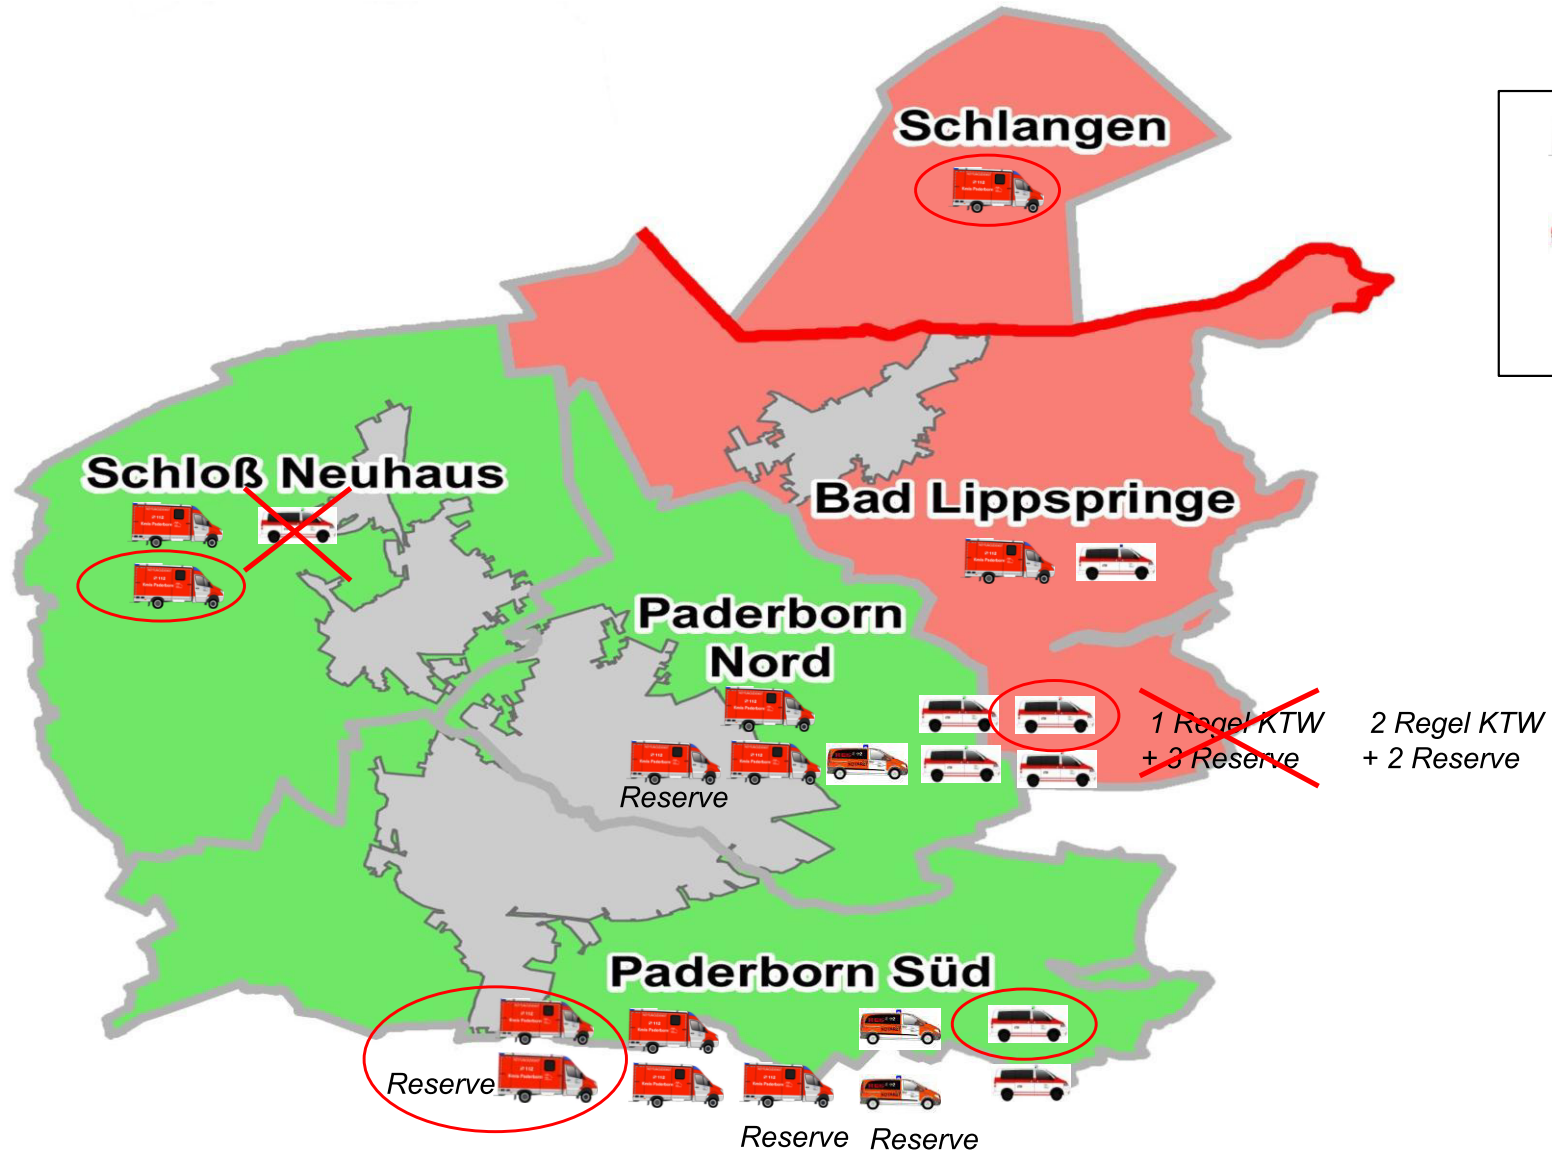 Schlangen
Schloß Neuhaus
Bad Lippspringe
Paderborn
Nord
1 Regel KTW
+ 3 Reserve
2 Regel KTW
+ 2 Reserve
Reserve
Paderborn Süd
Reserve
Reserve
Reserve